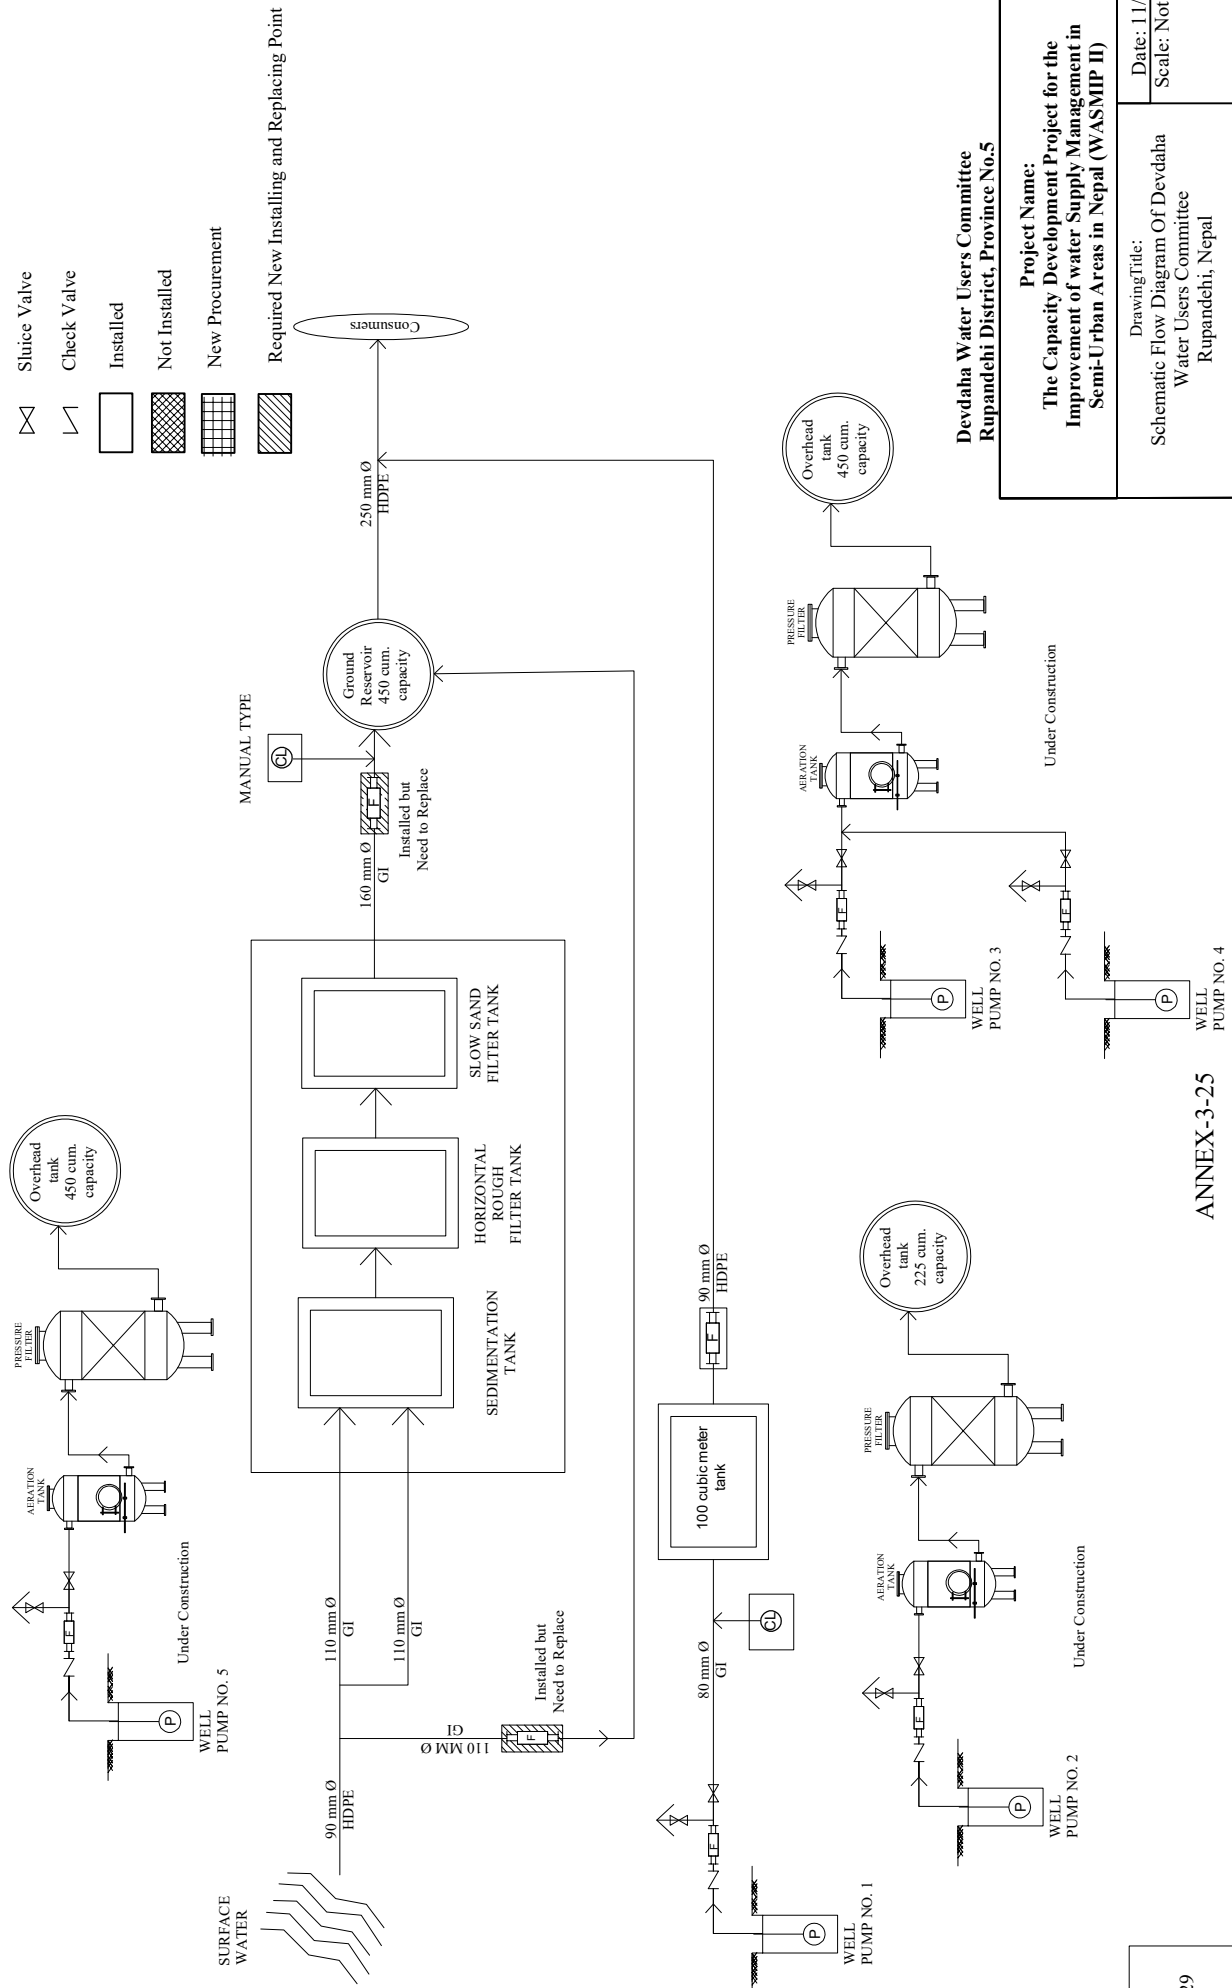 Sluice Valve
Check Valve
Installed
Not Installed
New Procurement
Required New Installing and Replacing Point
Overhead
tank
450 cum.
capacity
PRESSURE
FILTER
AERATION
TANK
F
P
WELL
PUMP NO. 5
Under Construction
SURFACE
WATER
90 mm Ø
HDPE
110 mm Ø
GI
110 mm Ø
GI
110 MM Ø
GI
F
Installed but
Need to Replace
SEDIMENTATION
TANK
HORIZONTAL
ROUGH
FILTER TANK
SLOW SAND
FILTER TANK
160 mm Ø
GI
F
Installed but
Need to Replace
MANUAL TYPE
CL
Ground
Reservoir
450 cum.
capacity
250 mm Ø
HDPE
Consumers
P
WELL
PUMP NO. 1
F
80 mm Ø
GI
CL
100 cubic meter
tank
F
90 mm Ø
HDPE
P
WELL
PUMP NO. 2
F
AERATION
TANK
PRESSURE
FILTER
Overhead
tank
225 cum.
capacity
Under Construction
P
WELL
PUMP NO. 3
F
P
WELL
PUMP NO. 4
F
AERATION
TANK
PRESSURE
FILTER
Overhead
tank
450 cum.
capacity
Under Construction
Devdaha Water Users Committee
Rupandehi District, Province No.5
Project Name:
The Capacity Development Project for the
Improvement of water Supply Management in
Semi-Urban Areas in Nepal (WASMIP II)
DrawingTitle:
Schematic Flow Diagram Of Devdaha
Water Users Committee
Rupandehi, Nepal
Date: 11/
Scale: Not
ANNEX-3-25
29